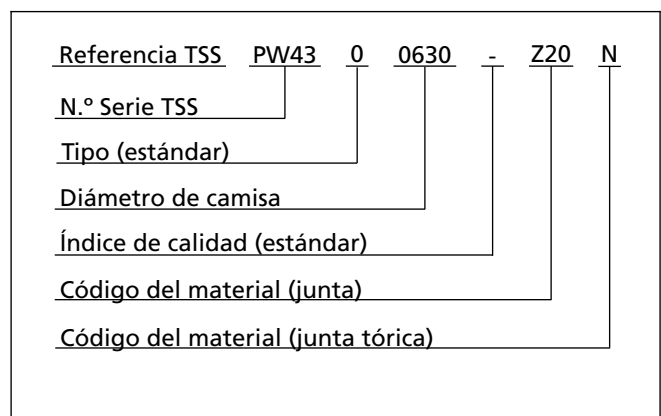 Referencia TSS PW43 0 0630 - Z20 N
N.º Serie TSS
Tipo (estándar)
Diámetro de camisa
Índice de calidad (estándar)
Código del material (junta)
Código del material (junta tórica)